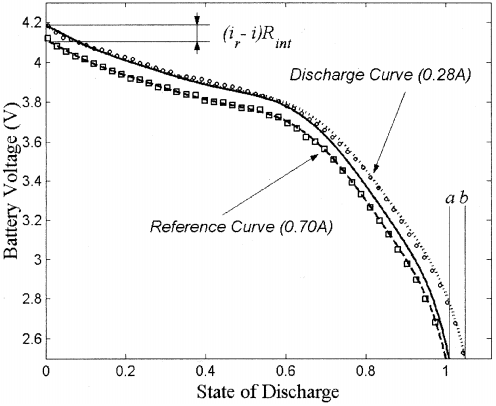 4.2
4
3.8
3.6
3.4
3.2
3
2.8
2.6
Battery Voltage (V)
(i_r - i)R_int
Discharge Curve (0.28A)
a b
Reference Curve (0.70A)
0 0.2 0.4 0.6 0.8 1
State of Discharge